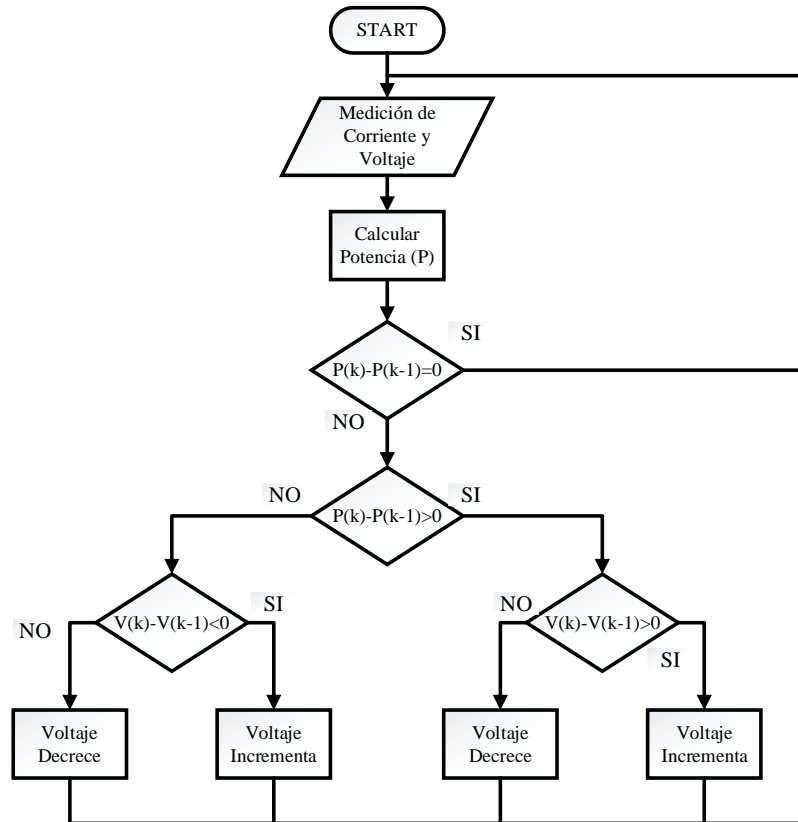 START
Medición de
Corriente y
Voltaje
Calcular
Potencia (P)
SI
P(k)-P(k-1)=0
NO
NO
SI
P(k)-P(k-1)>0
NO
V(k)-V(k-1)<0
SI
NO
V(k)-V(k-1)>0
SI
Voltaje
Decrece
Voltaje
Incrementa
Voltaje
Decrece
Voltaje
Incrementa